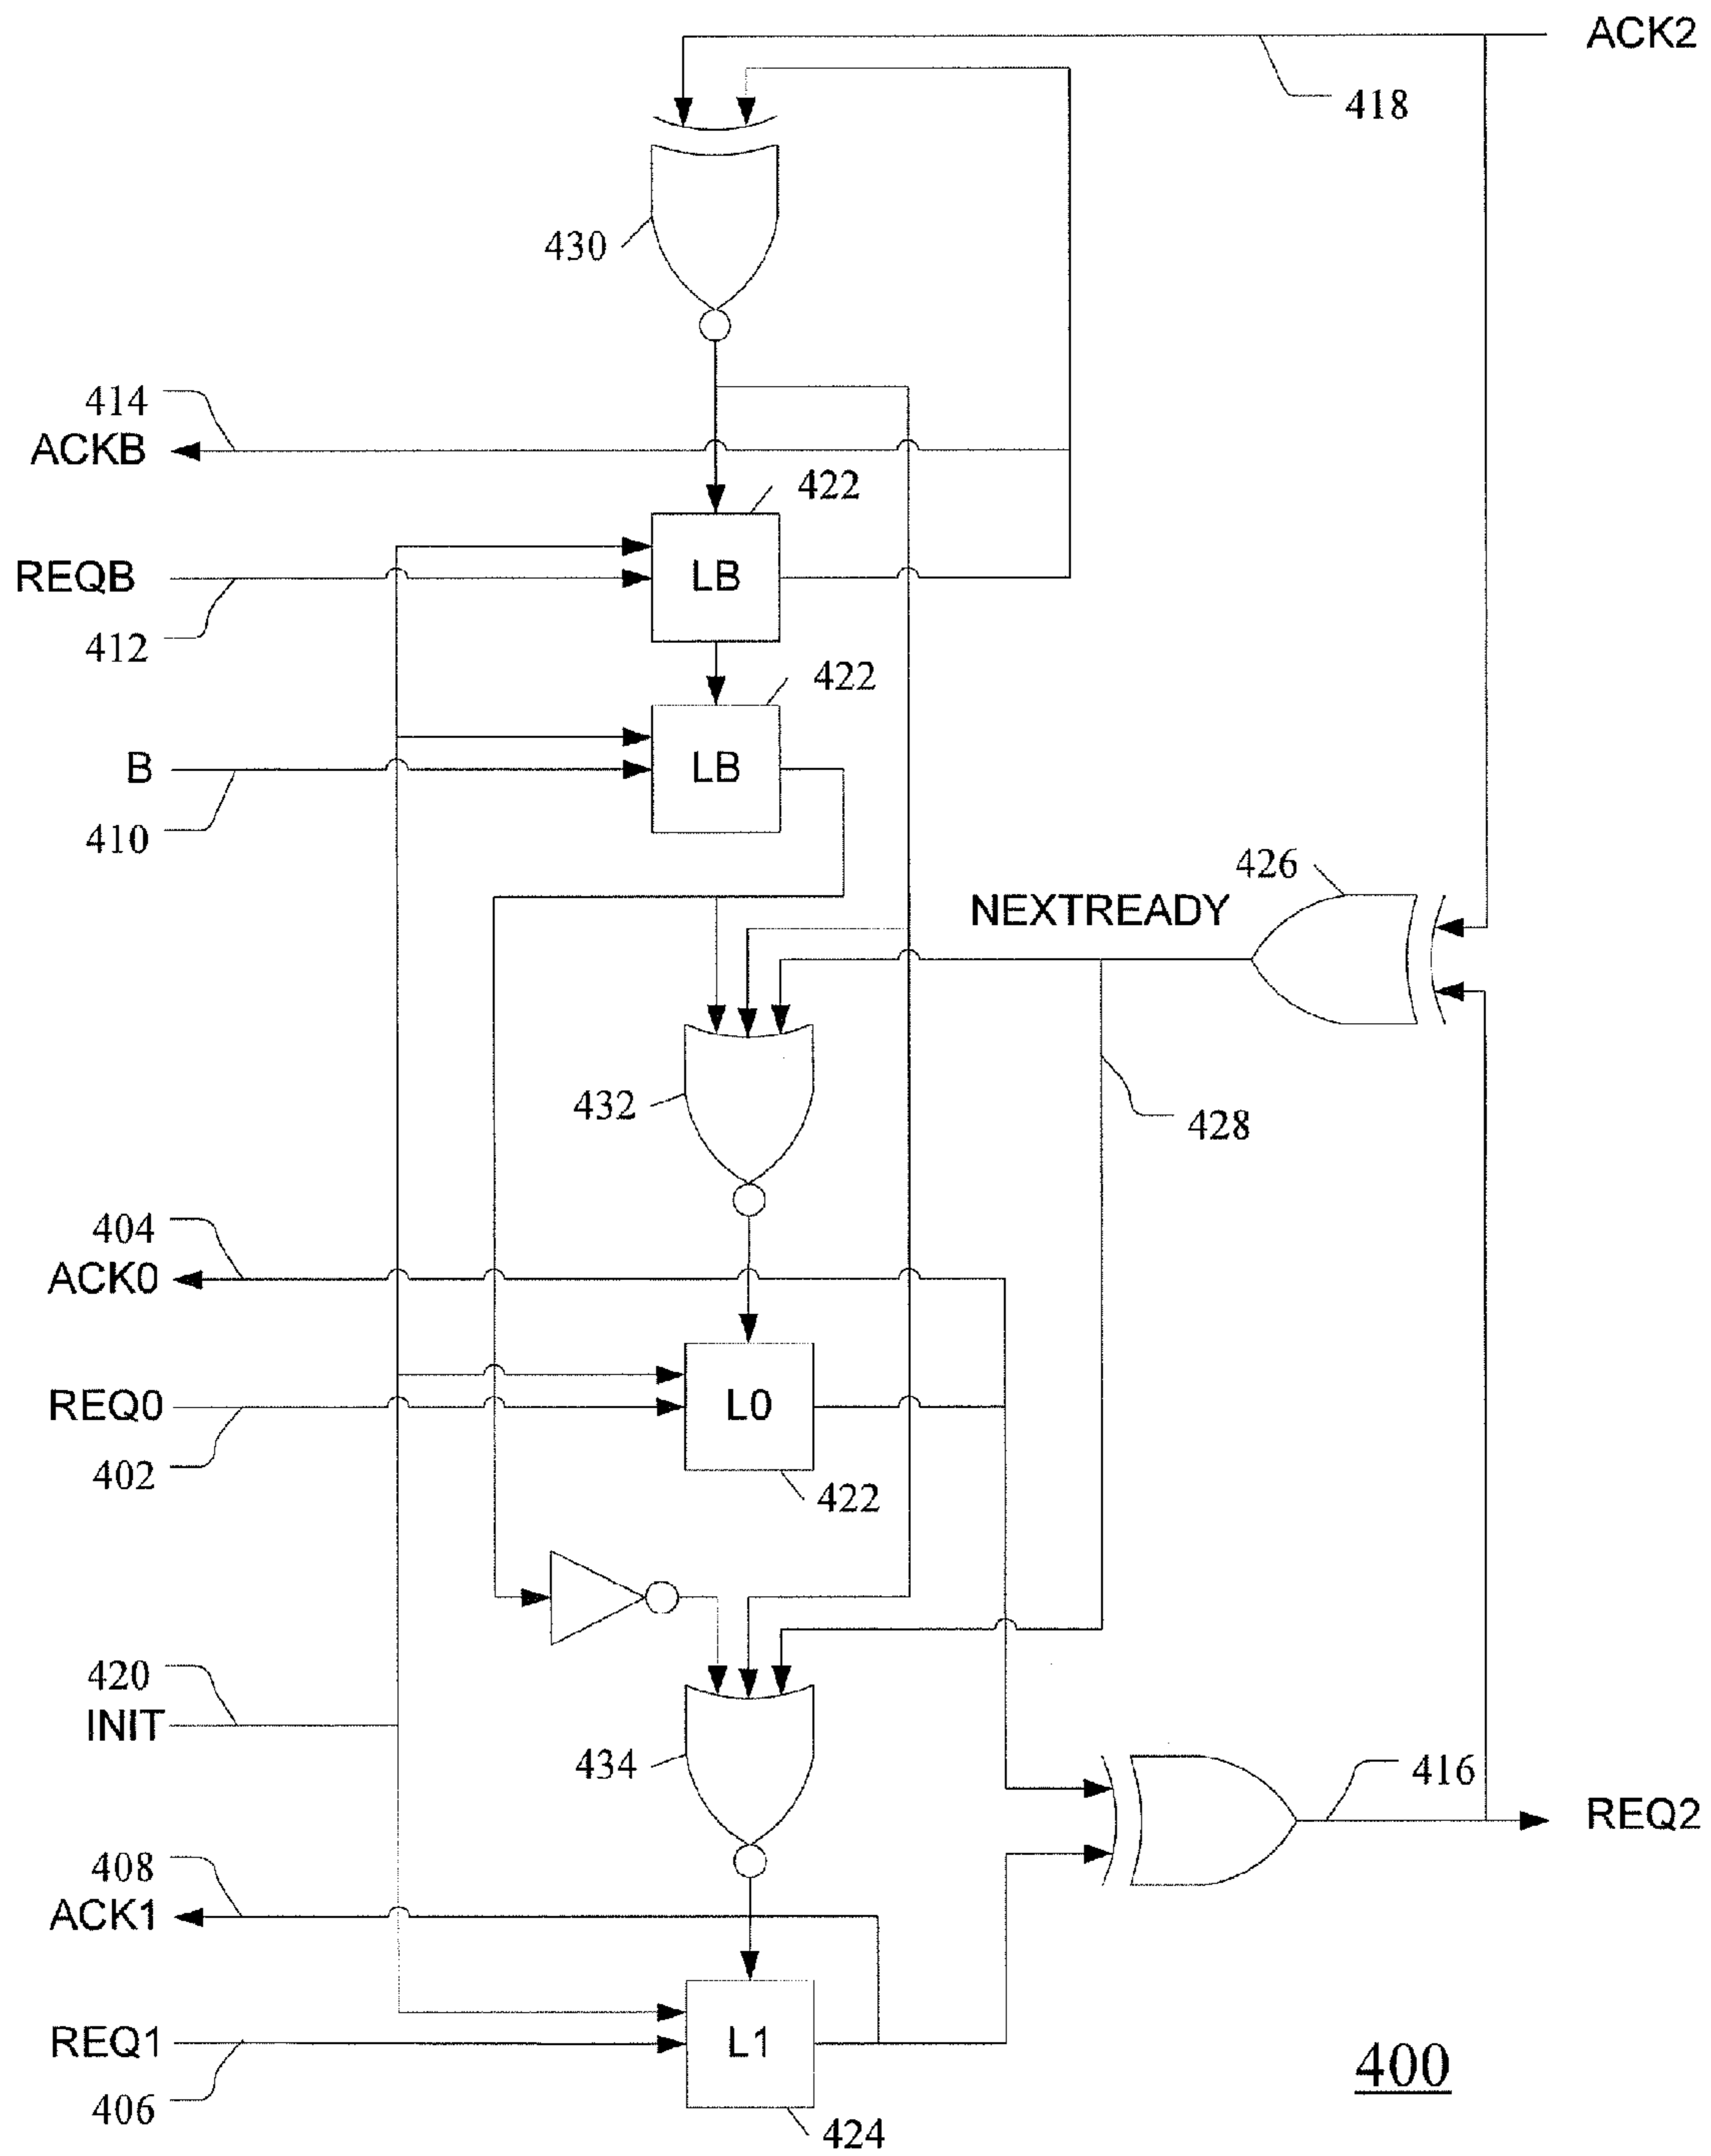 ACK2
418
430
414
ACKB
422
LB
REQB
412
422
LB
B
410
426
NEXTREADY
432
428
404
ACK0
L0
REQ0
402
422
420
INIT
434
416
REQ2
408
ACK1
L1
REQ1
406
424
400